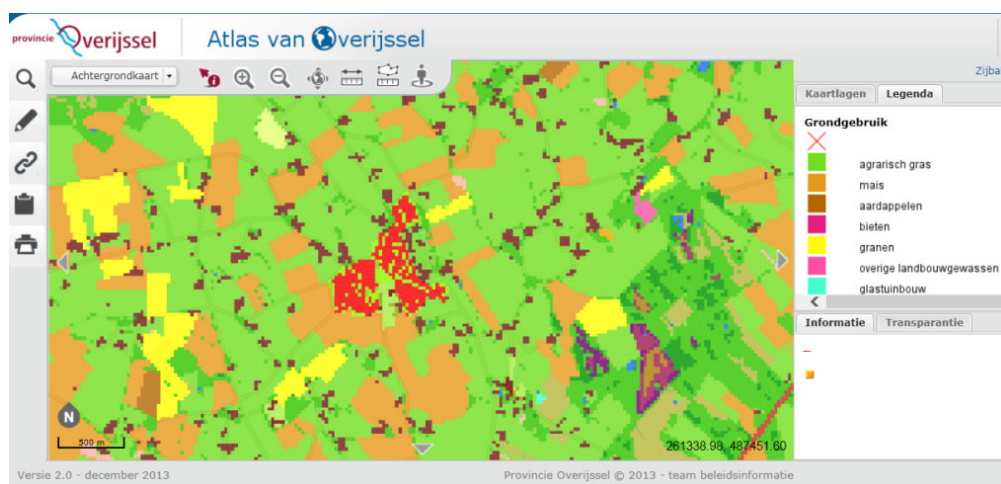 provincie Overijssel
Atlas van Overijssel
Achtergrondkaart
Zijba
Kaartlagen Legenda
Grondgebruik
agrarisch gras
mais
aardappelen
bieten
granen
overige landbouwgewassen
glastuinbouw
Informatie Transparantie
N
500 m
261338.98, 487451.60
Versie 2.0 - december 2013
Provincie Overijssel © 2013 - team beleidsinformatie